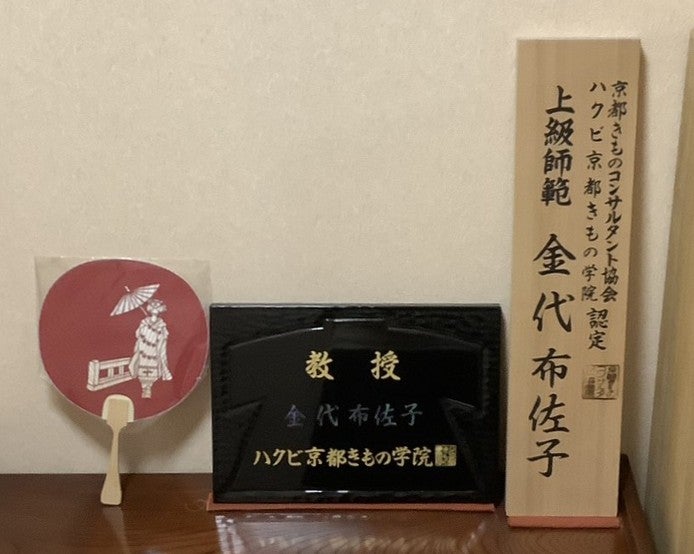 教授
金代布佐子
ハクビ京都きもの学院
京都きものコンサルタント協会
ハクビ京都きもの学院 認定
上級師範 金代布佐子